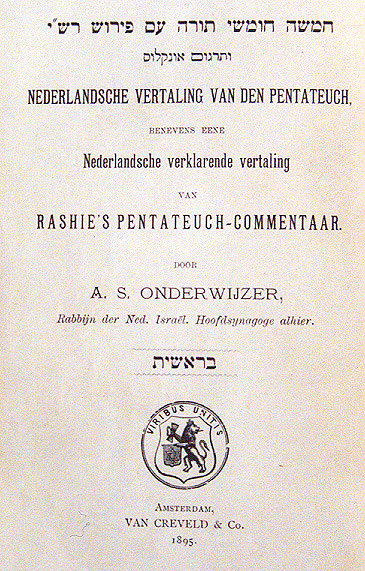 חמשה חומשי תורה עם פירוש רש״י
ותרגום אונקלוס
NEDERLANDSCHE VERTALING VAN DEN PENTATEUCH,
BENEVENS EENE
Nederlandsche verklarende vertaling
VAN
RASHIE'S PENTATEUCH-COMMENTAAR.
DOOR
A. S. ONDERWIJZER,
Rabbijn der Ned. Israël. Hoofdsynagoge alhier.
בראשית
VIRIBUS UNITIS
AMSTERDAM,
VAN CREVELD & Co.
1895.